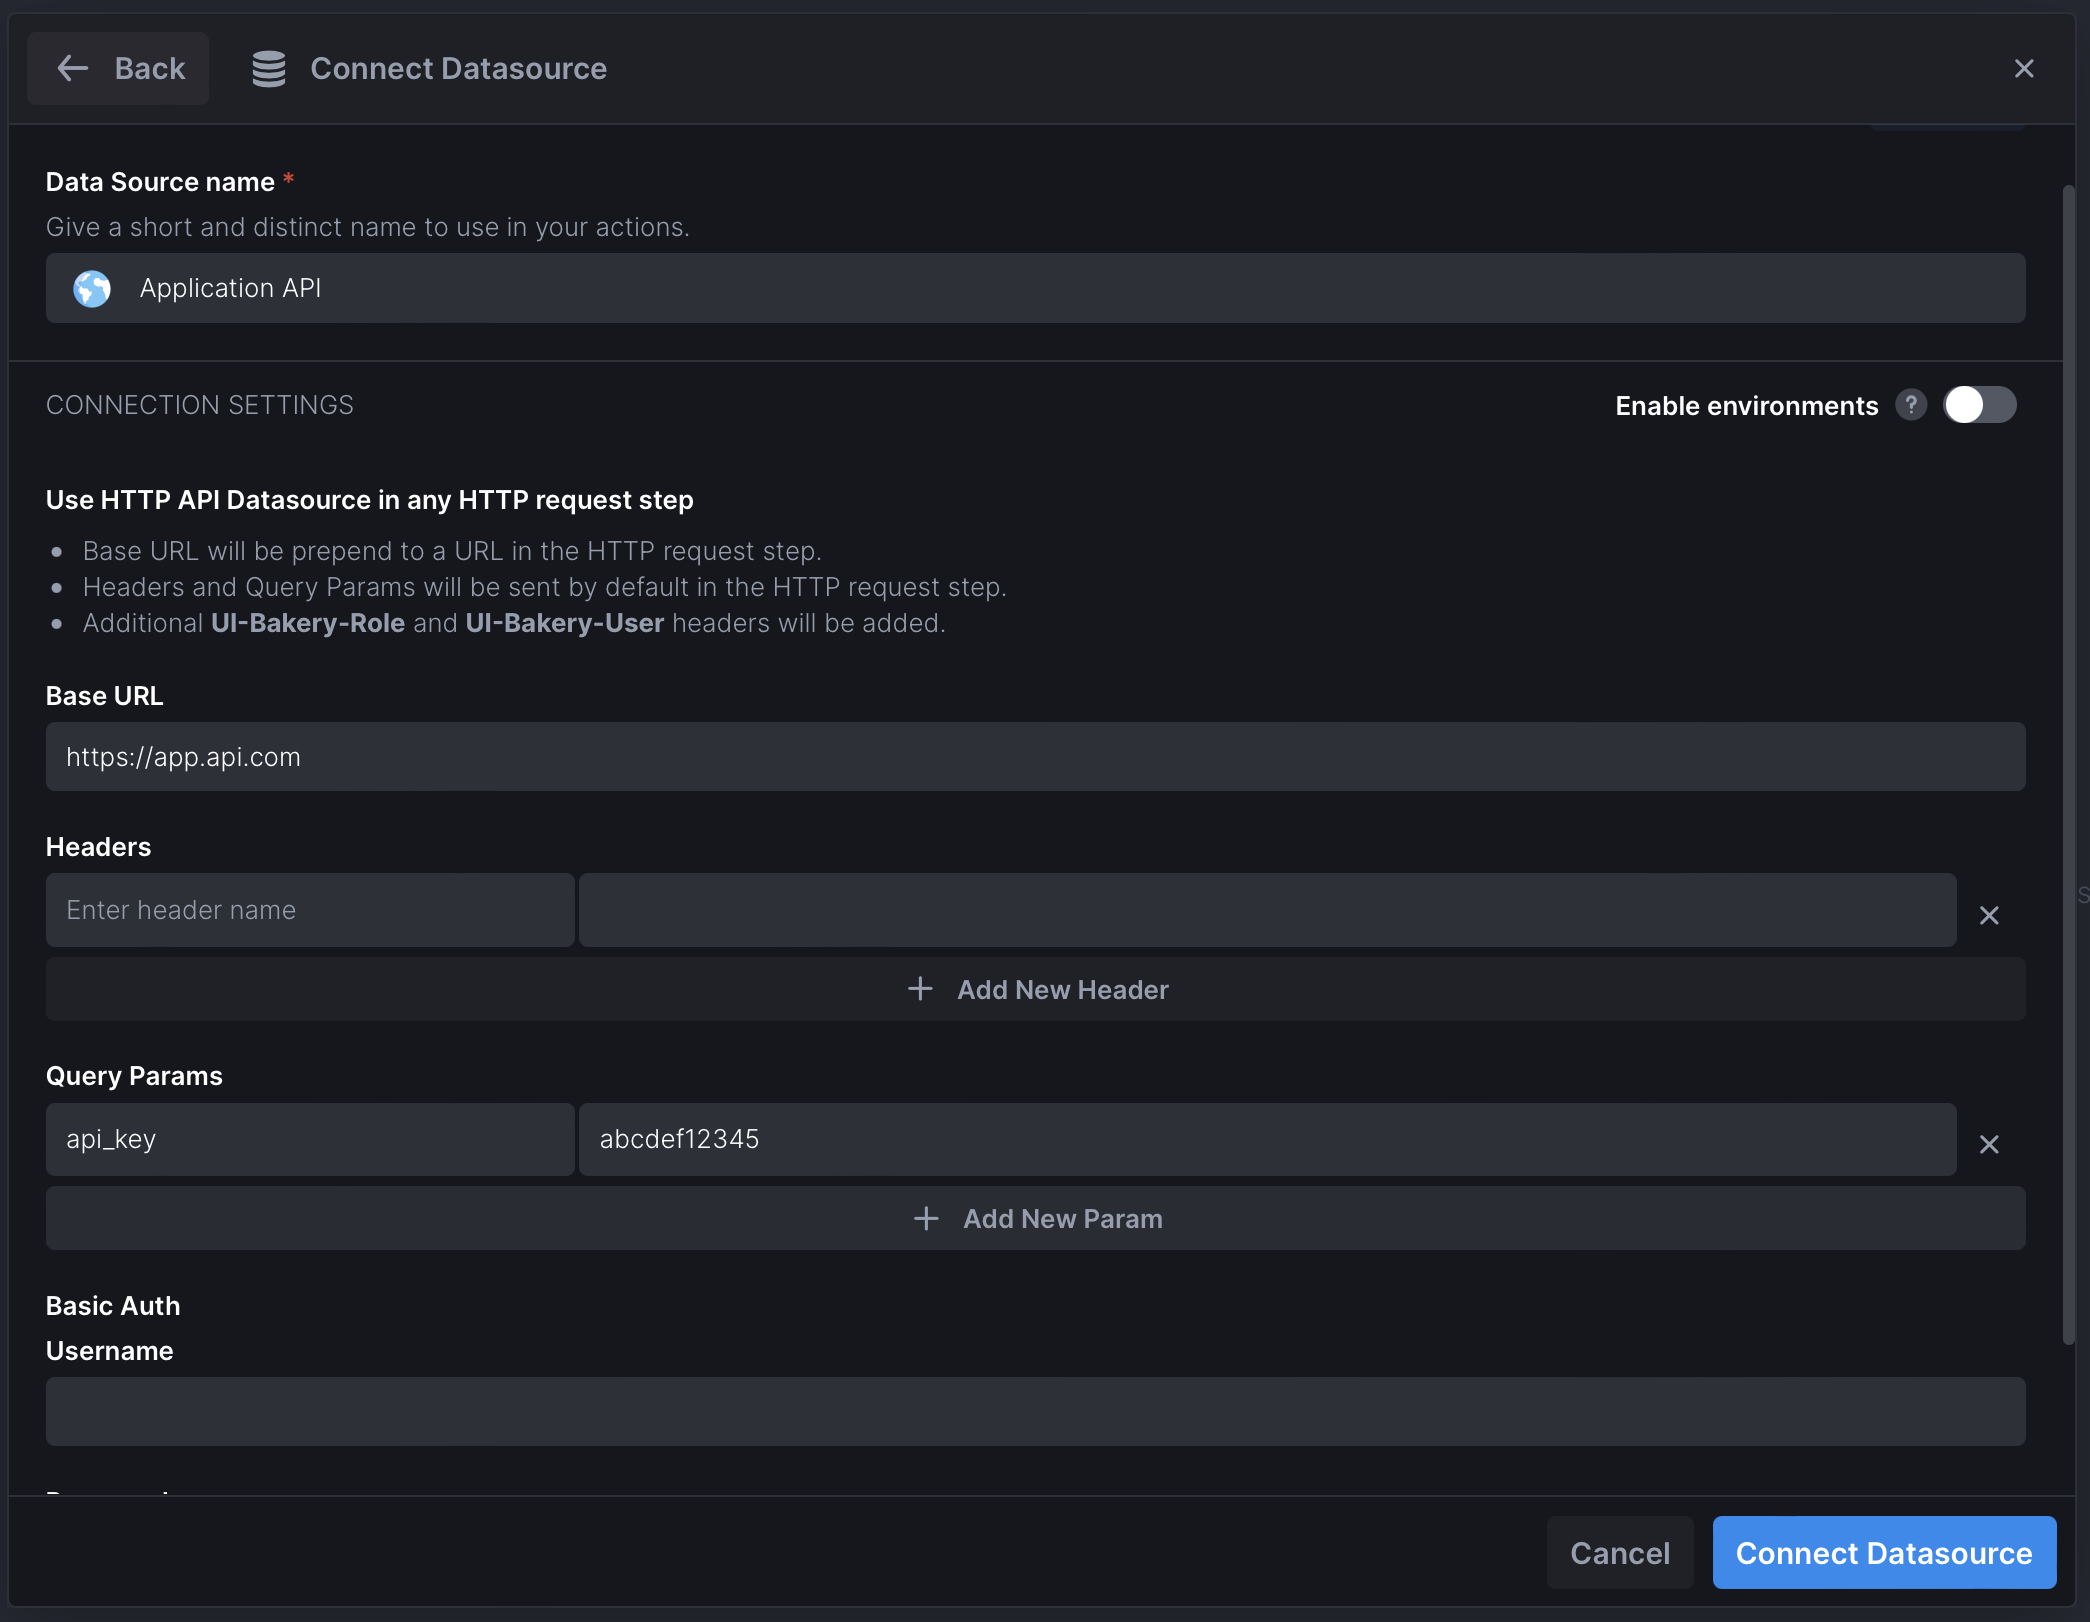 Back
Connect Datasource
Data Source name *
Give a short and distinct name to use in your actions.
Application API
CONNECTION SETTINGS
Enable environments ?
Use HTTP API Datasource in any HTTP request step
Base URL will be prepend to a URL in the HTTP request step.
Headers and Query Params will be sent by default in the HTTP request step.
Additional UI-Bakery-Role and UI-Bakery-User headers will be added.
Base URL
https://app.api.com
Headers
Enter header name
Add New Header
Query Params
api_key abcdef12345
Add New Param
Basic Auth
Username
Cancel
Connect Datasource